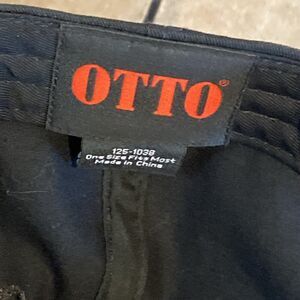 OTTO®
125-1038
One Size Fits Most
Made in China